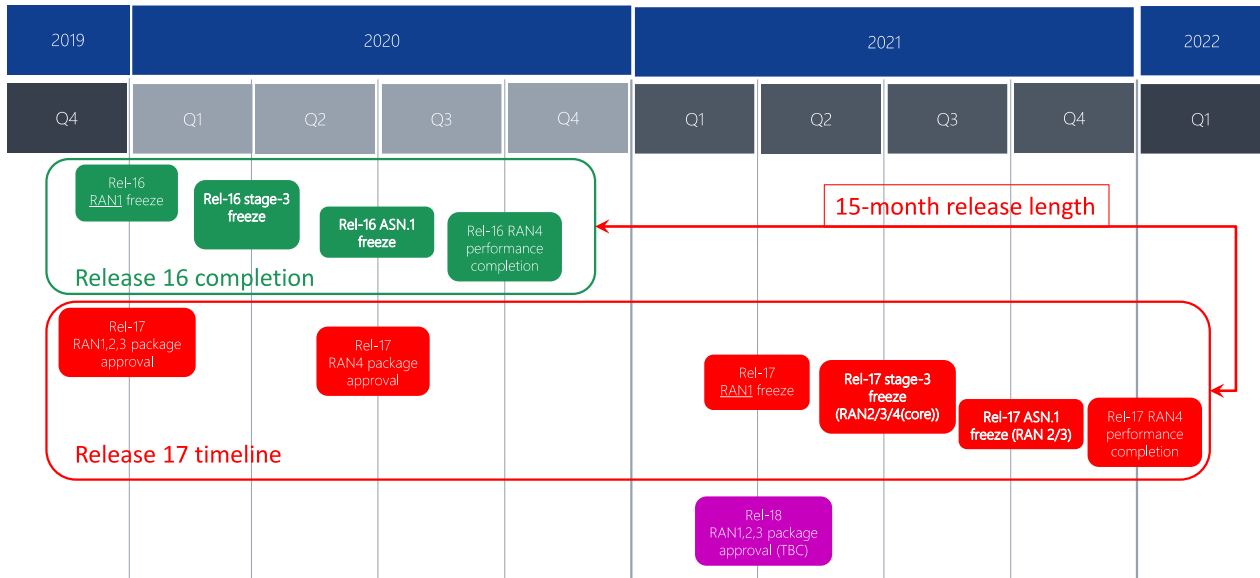 2019
2020
2021
2022
Q4
Q1
Q2
Q3
Q4
Q1
Q2
Q3
Q4
Q1
Rel-16
RAN1 freeze
Rel-16 stage-3
freeze
Rel-16 ASN.1
freeze
Rel-16 RAN4
performance
completion
15-month release length
Release 16 completion
Rel-17
RAN1,2,3 package
approval
Rel-17
RAN4 package
approval
Rel-17
RAN1 freeze
Rel-17 stage-3
freeze
(RAN2/3/4(core))
Rel-17 ASN.1
freeze (RAN 2/3)
Rel-17 RAN4
performance
completion
Release 17 timeline
Rel-18
RAN1,2,3 package
approval (TBC)